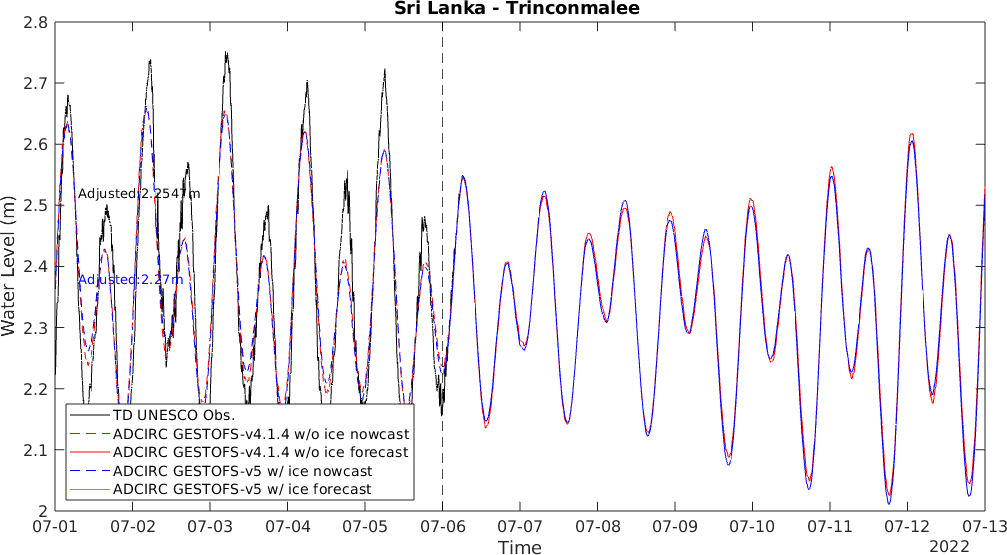 Sri Lanka - Trinconmalee
2.8
2.7
2.6
2.5
2.4
2.3
2.2
2.1
2
Water Level (m)
Adjusted:2.2547m
Adjusted:2.27m
TD UNESCO Obs.
ADCIRC GESTOFS-v4.1.4 w/o ice nowcast
ADCIRC GESTOFS-v4.1.4 w/o ice forecast
ADCIRC GESTOFS-v5 w/ ice nowcast
ADCIRC GESTOFS-v5 w/ ice forecast
07-01 07-02 07-03 07-04 07-05 07-06 07-07 07-08 07-09 07-10 07-11 07-12 07-13
Time
2022